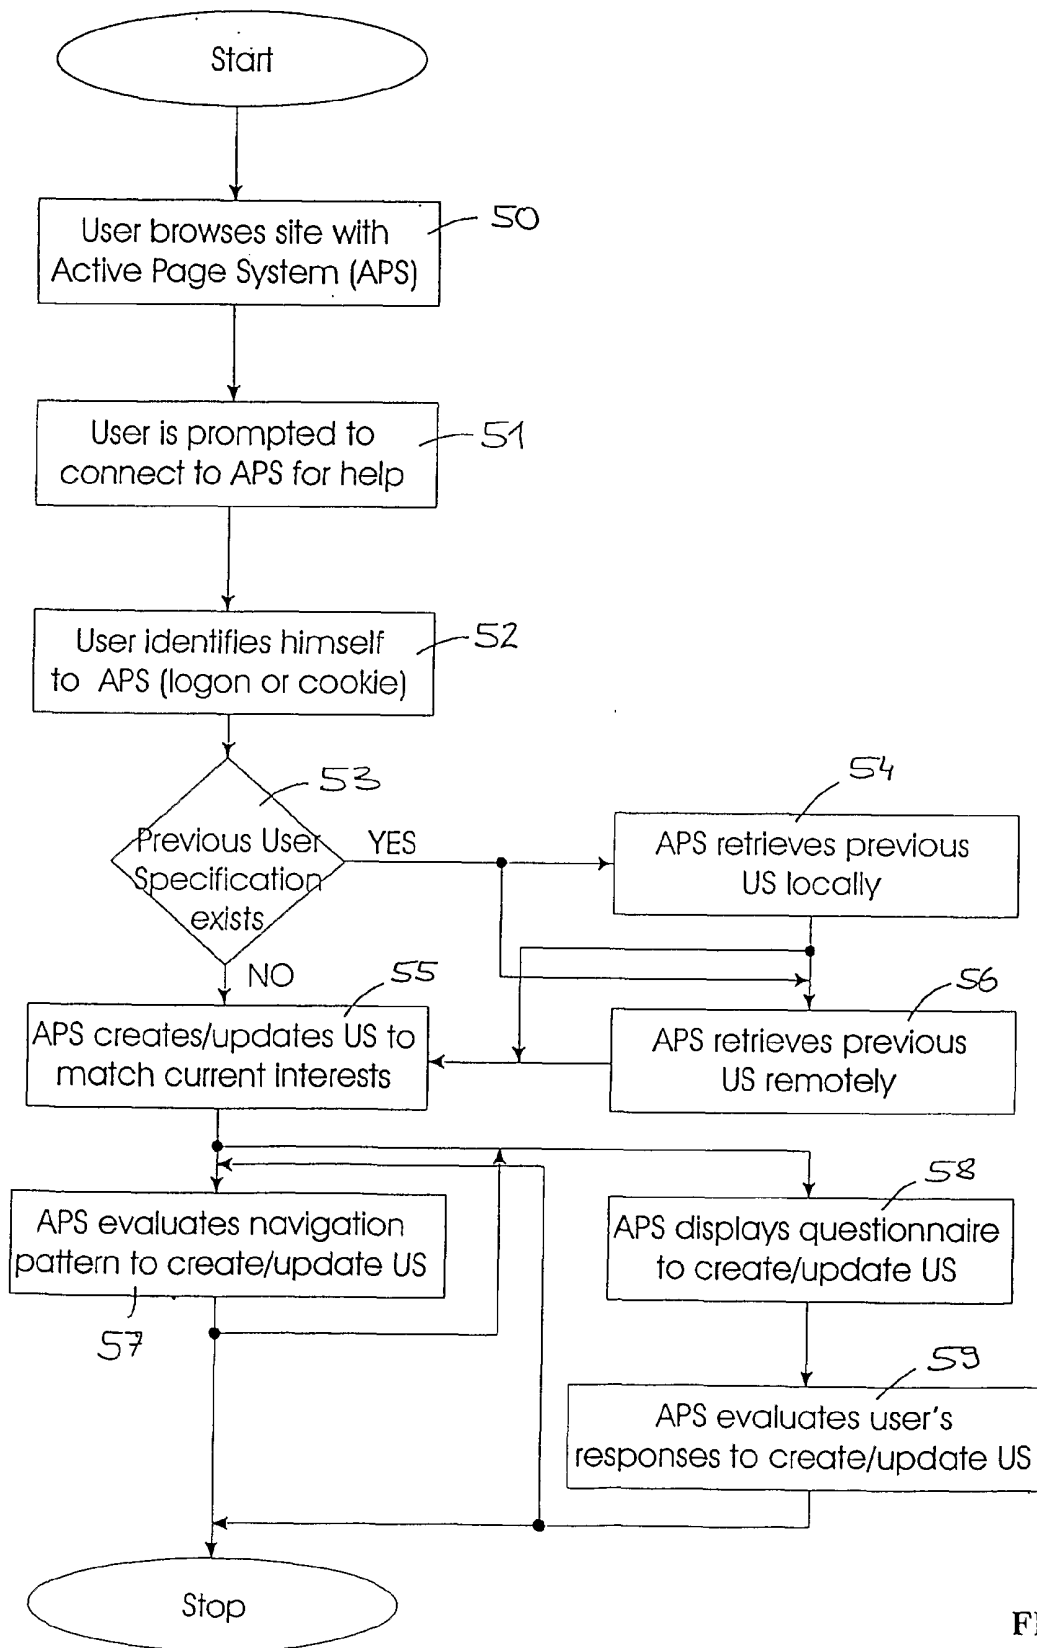 Start
User browses site with
Active Page System (APS)
50
User is prompted to
connect to APS for help
51
User identifies himself
to APS (logon or cookie)
52
53
Previous User
Specification
exists
YES
NO
54
APS retrieves previous
US locally
55
APS creates/updates US to
match current interests
56
APS retrieves previous
US remotely
APS evaluates navigation
pattern to create/update US
57
58
APS displays questionnaire
to create/update US
59
APS evaluates user's
responses to create/update US
Stop